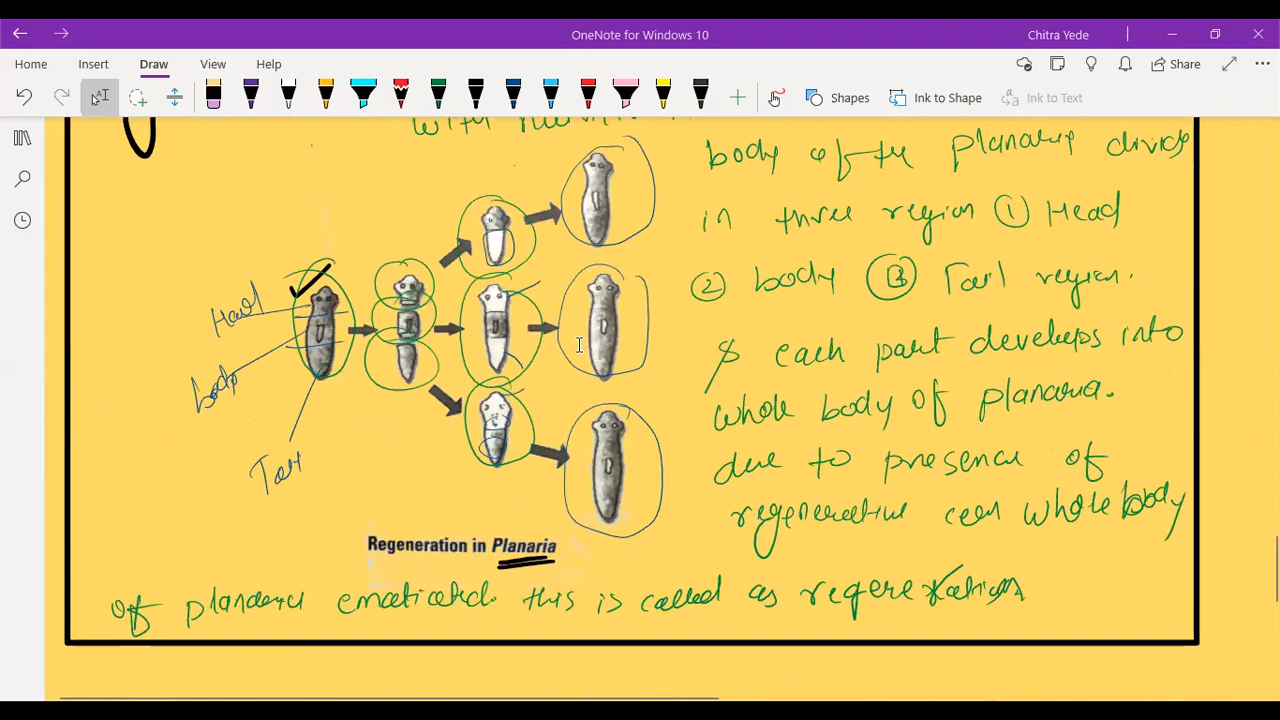 OneNote for Windows 10
Chitra Yede
Home Insert Draw View Help
Shapes
Ink to Shape
Ink to Text
Share
with
body of the planaria divide
in three region ① Head
② body ③ Tail region.
& each part develops into
whole body of planaria.
due to presence of
regenerative cell whole body
Head
body
Tail
Regeneration in Planaria
of planaria this is called as regeneration